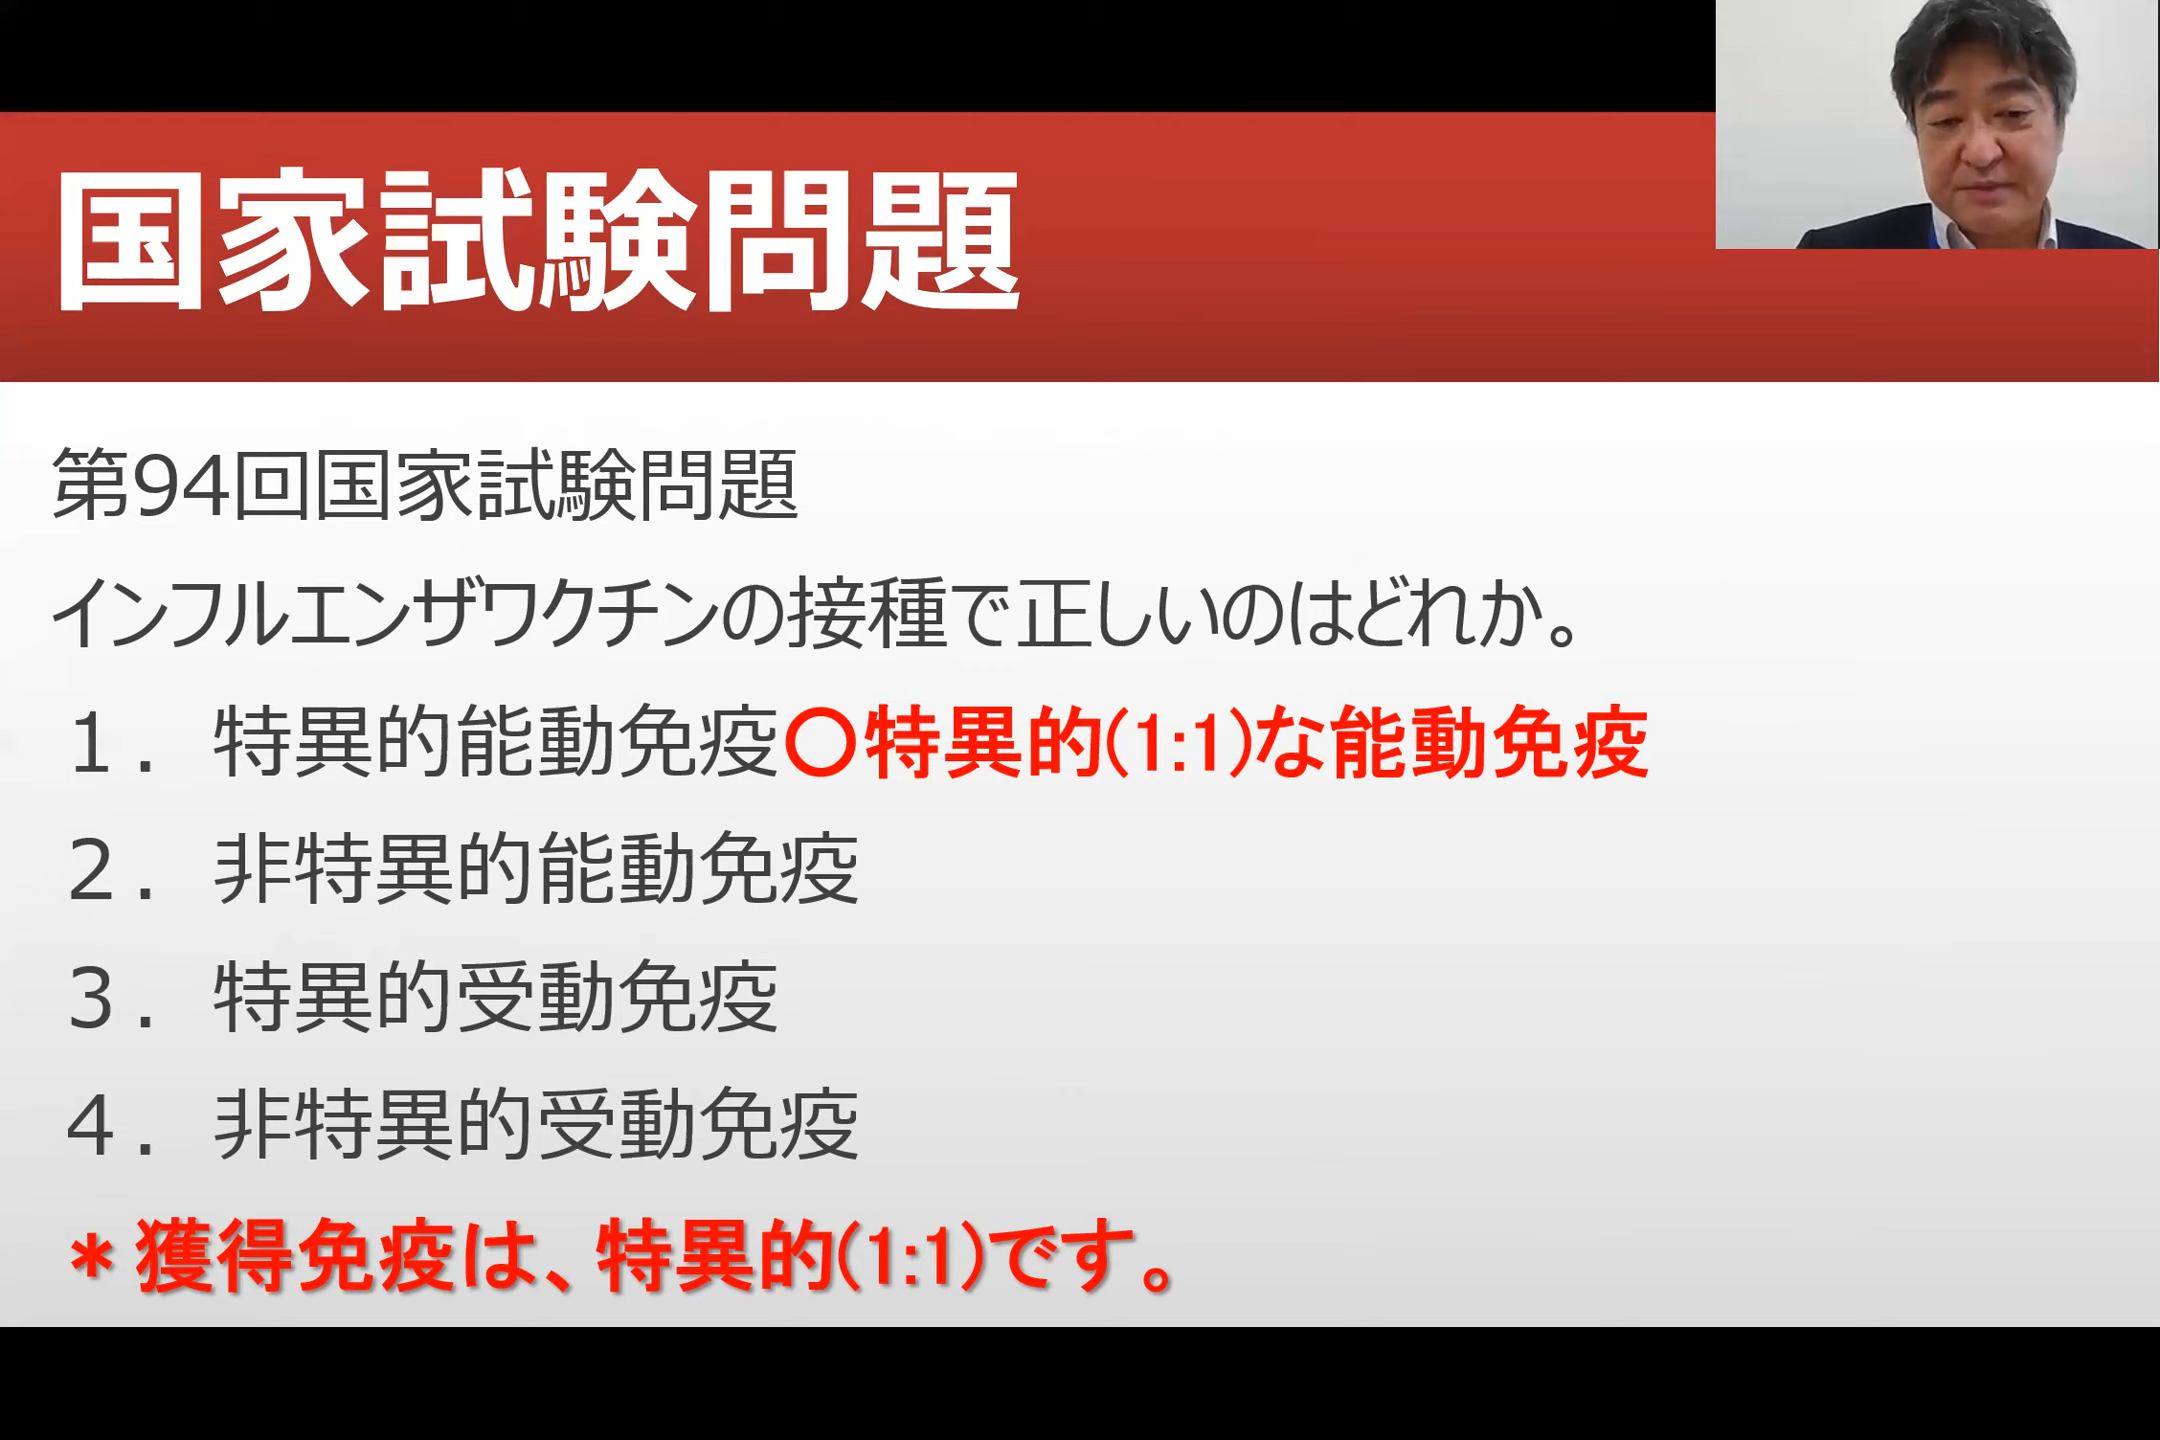 国家試験問題
第94回国家試験問題
インフルエンザワクチンの接種で正しいのはどれか。
１．特異的能動免疫〇特異的(1:1)な能動免疫
２．非特異的能動免疫
３．特異的受動免疫
４．非特異的受動免疫
＊獲得免疫は、特異的(1:1)です。